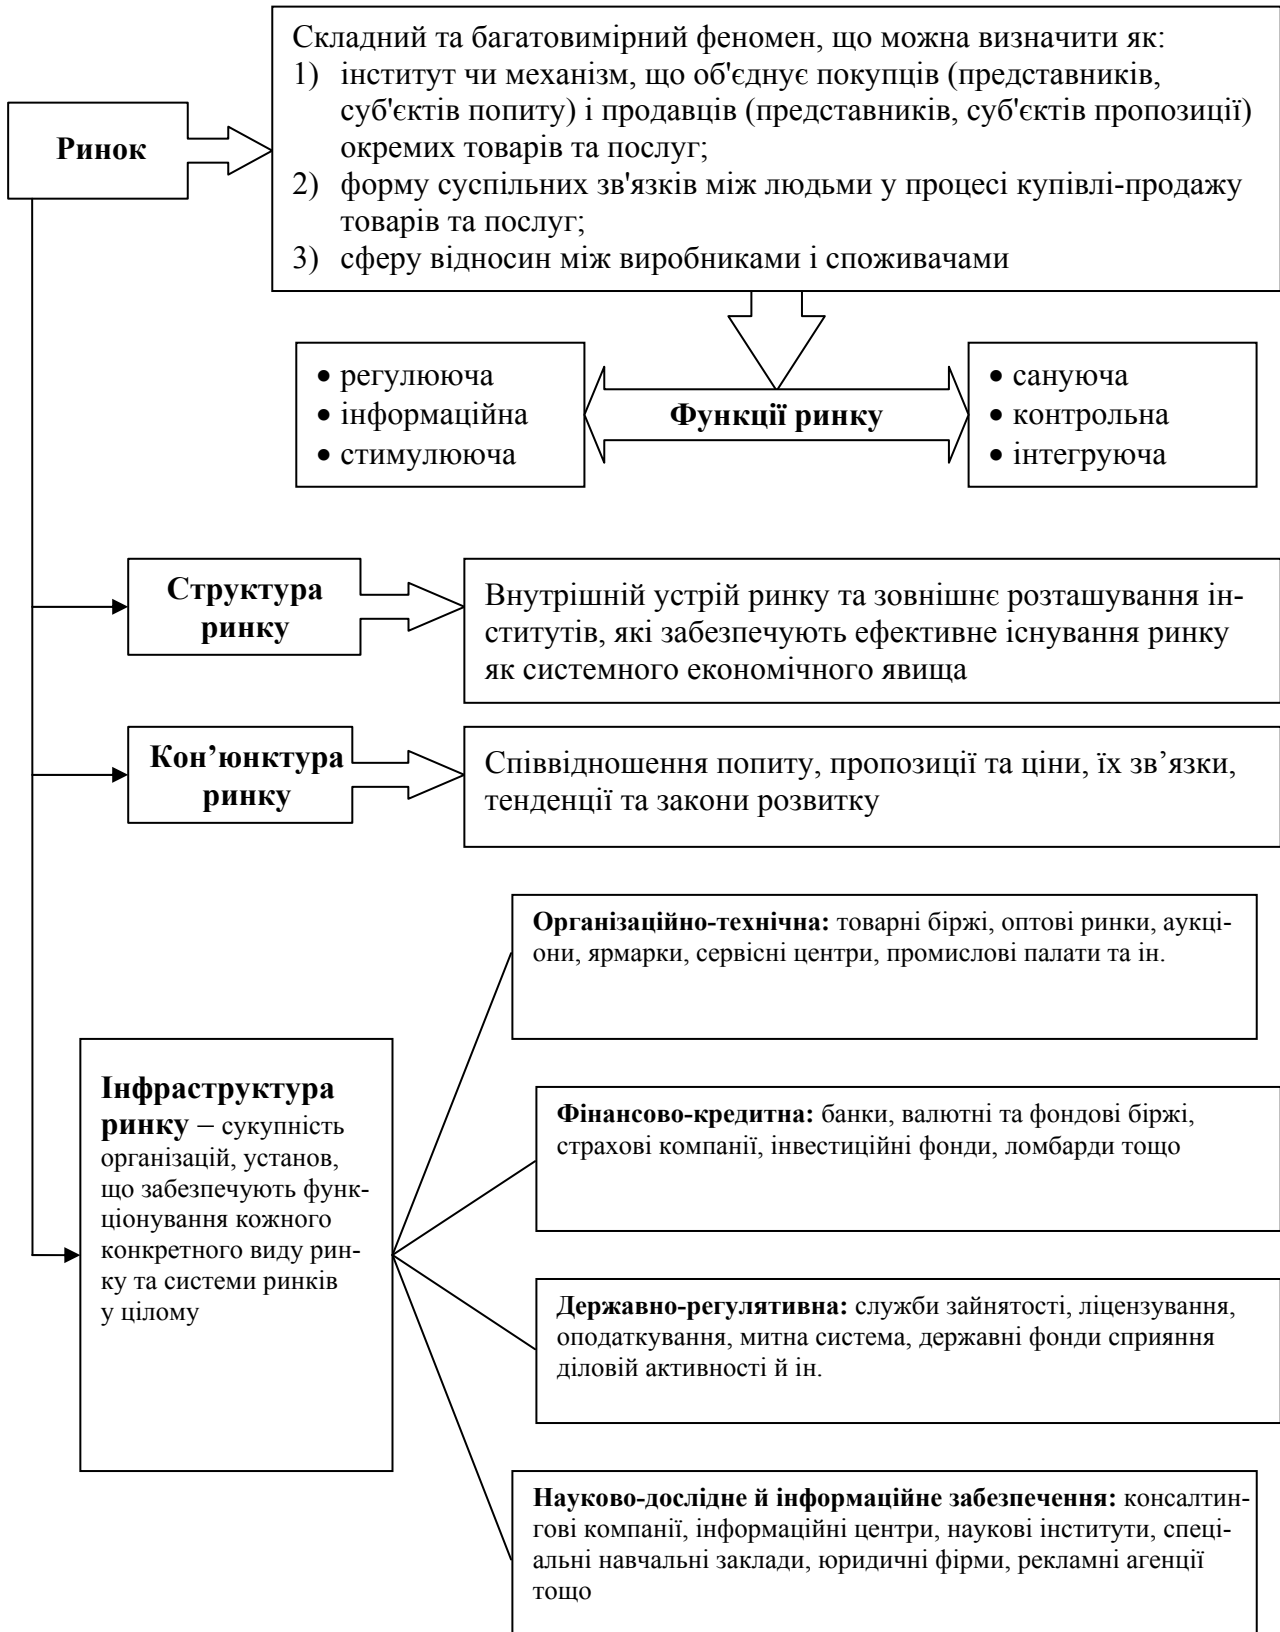 Ринок
Складний та багатовимірний феномен, що можна визначити як:
1) інститут чи механізм, що об'єднує покупців (представників,
суб'єктів попиту) і продавців (представників, суб'єктів пропозиції)
окремих товарів та послуг;
2) форму суспільних зв'язків між людьми у процесі купівлі-продажу
товарів та послуг;
3) сферу відносин між виробниками і споживачами
• регулююча
• інформаційна
• стимулююча
Функції ринку
• сануюча
• контрольна
• інтегруюча
Структура
ринку
Внутрішній устрій ринку та зовнішнє розташування ін-
ститутів, які забезпечують ефективне існування ринку
як системного економічного явища
Кон’юнктура
ринку
Співвідношення попиту, пропозиції та ціни, їх зв’язки,
тенденції та закони розвитку
Інфраструктура
ринку – сукупність
організацій, установ,
що забезпечують функ-
ціонування кожного
конкретного виду рин-
ку та системи ринків
у цілому
Організаційно-технічна: товарні біржі, оптові ринки, аукці-
они, ярмарки, сервісні центри, промислові палати та ін.
Фінансово-кредитна: банки, валютні та фондові біржі,
страхові компанії, інвестиційні фонди, ломбарди тощо
Державно-регулятивна: служби зайнятості, ліцензування,
оподаткування, митна система, державні фонди сприяння
діловій активності й ін.
Науково-дослідне й інформаційне забезпечення: консалтин-
гові компанії, інформаційні центри, наукові інститути, спеці-
альні навчальні заклади, юридичні фірми, рекламні агенції
тощо